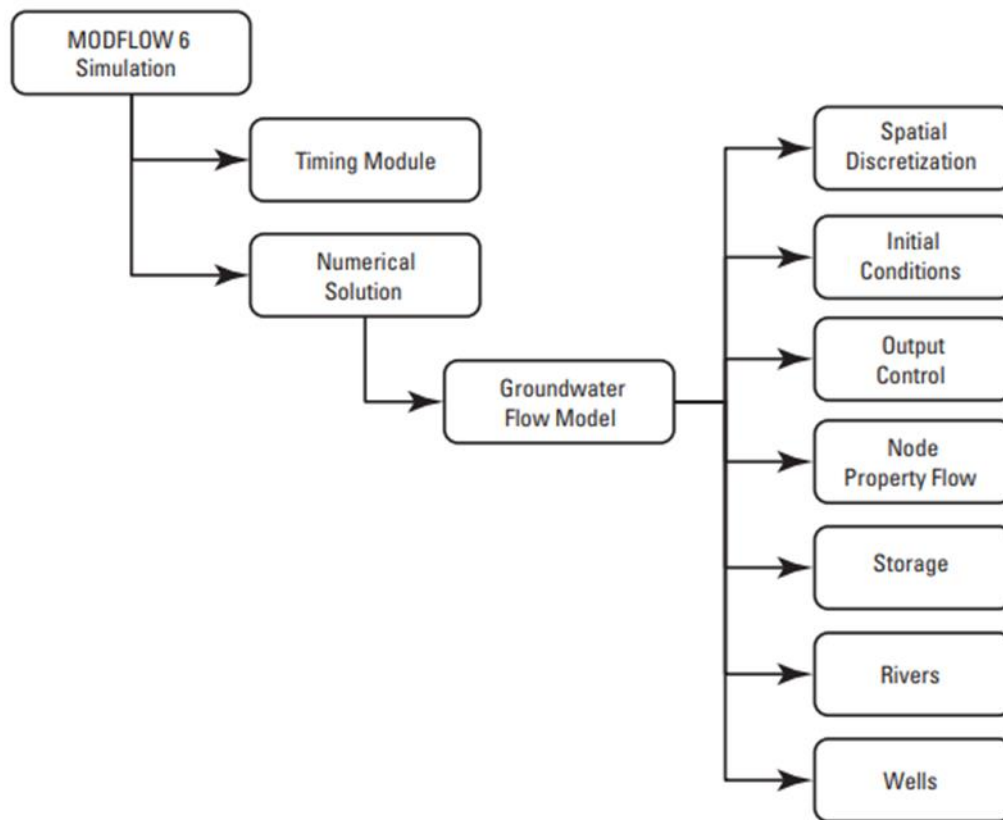 MODFLOW 6
Simulation
Timing Module
Numerical
Solution
Groundwater
Flow Model
Spatial
Discretization
Initial
Conditions
Output
Control
Node
Property Flow
Storage
Rivers
Wells